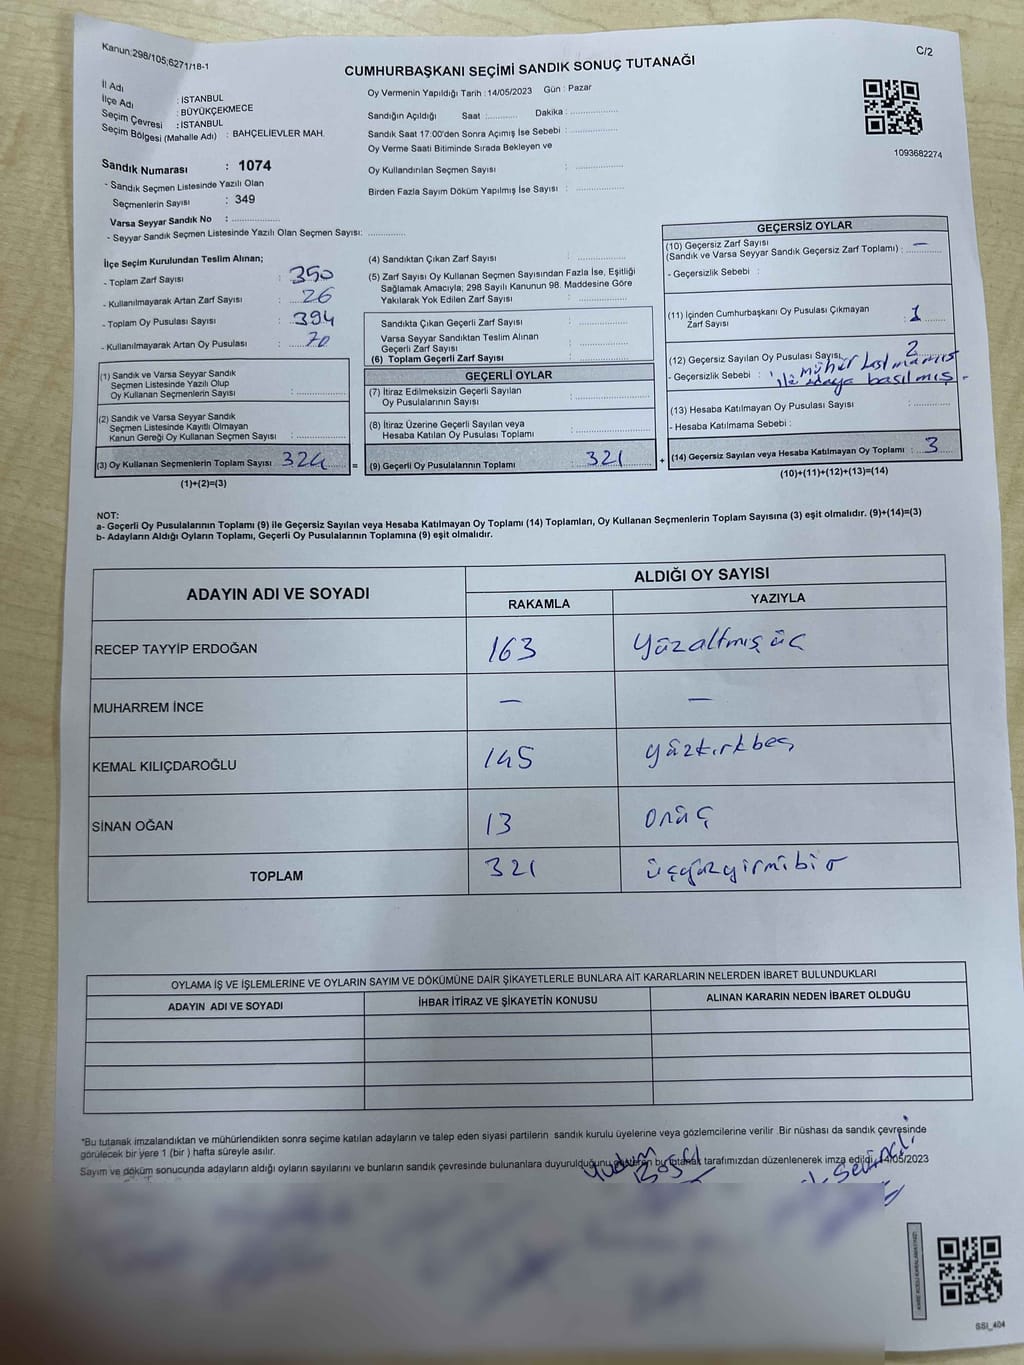 Kanun;298/105;6271/18-1
C/2
CUMHURBAŞKANI SEÇİMİ SANDIK SONUÇ TUTANAĞI
İl Adı : İSTANBUL
İlçe Adı : BÜYÜKÇEKMECE
Seçim Çevresi : İSTANBUL
Seçim Bölgesi (Mahalle Adı) : BAHÇELİEVLER MAH.
Sandık Numarası : 1074
- Sandık Seçmen Listesinde Yazılı Olan
Seçmenlerin Sayısı : 349
Varsa Seyyar Sandık No :
- Seyyar Sandık Seçmen Listesinde Yazılı Olan Seçmen Sayısı:
Oy Vermenin Yapıldığı Tarih : 14/05/2023 Gün : Pazar
Sandığın Açıldığı Saat : Dakika :
Sandık Saat 17:00'den Sonra Açımış İse Sebebi :
Oy Verme Saati Bitiminde Sırada Bekleyen ve
Oy Kullandırılan Seçmen Sayısı :
Birden Fazla Sayım Döküm Yapılmış İse Sayısı :
1093682274
İlçe Seçim Kurulundan Teslim Alınan;
- Toplam Zarf Sayısı : 350
- Kullanılmayarak Artan Zarf Sayısı : 26
- Toplam Oy Pusulası Sayısı : 394
- Kullanılmayarak Artan Oy Pusulası : 70
(1) Sandık ve Varsa Seyyar Sandık
Seçmen Listesinde Yazılı Olup
Oy Kullanan Seçmenlerin Sayısı :
(2) Sandık ve Varsa Seyyar Sandık
Seçmen Listesinde Kayıtlı Olmayan
Kanun Gereği Oy Kullanan Seçmen Sayısı :
(3) Oy Kullanan Seçmenlerin Toplam Sayısı 324 =
(1)+(2)=(3)
(4) Sandıktan Çıkan Zarf Sayısı :
(5) Zarf Sayısı Oy Kullanan Seçmen Sayısından Fazla İse, Eşitliği
Sağlamak Amacıyla; 298 Sayılı Kanunun 98. Maddesine Göre
Yakılarak Yok Edilen Zarf Sayısı :
Sandıkta Çıkan Geçerli Zarf Sayısı :
Varsa Seyyar Sandıktan Teslim Alınan
Geçerli Zarf Sayısı :
(6) Toplam Geçerli Zarf Sayısı :
GEÇERLİ OYLAR
(7) İtiraz Edilmeksizin Geçerli Sayılan
Oy Pusulalarının Sayısı :
(8) İtiraz Üzerine Geçerli Sayılan veya
Hesaba Katılan Oy Pusulası Toplamı :
(9) Geçerli Oy Pusulalarının Toplamı : 321 +
GEÇERSİZ OYLAR
(10) Geçersiz Zarf Sayısı
(Sandık ve Varsa Seyyar Sandık Geçersiz Zarf Toplamı) : —
- Geçersizlik Sebebi :
(11) İçinden Cumhurbaşkanı Oy Pusulası Çıkmayan
Zarf Sayısı : 1
(12) Geçersiz Sayılan Oy Pusulası Sayısı 2
- Geçersizlik Sebebi : mühür basılmamış
basılmış
(13) Hesaba Katılmayan Oy Pusulası Sayısı :
- Hesaba Katılmama Sebebi :
(14) Geçersiz Sayılan veya Hesaba Katılmayan Oy Toplamı : 3
(10)+(11)+(12)+(13)=(14)
NOT:
a- Geçerli Oy Pusulalarının Toplamı (9) ile Geçersiz Sayılan veya Hesaba Katılmayan Oy Toplamı (14) Toplamları, Oy Kullanan Seçmenlerin Toplam Sayısına (3) eşit olmalıdır. (9)+(14)=(3)
b- Adayların Aldığı Oyların Toplamı, Geçerli Oy Pusulalarının Toplamına (9) eşit olmalıdır.
ADAYIN ADI VE SOYADI
ALDIĞI OY SAYISI
RAKAMLA YAZIYLA
RECEP TAYYİP ERDOĞAN 163 yüzaltmış üç
MUHARREM İNCE — —
KEMAL KILIÇDAROĞLU 145 yüzkırkbeş
SİNAN OĞAN 13 onüç
TOPLAM 321 üçyüzyirmibir
OYLAMA İŞ VE İŞLEMLERİNE VE OYLARIN SAYIM VE DÖKÜMÜNE DAİR ŞİKAYETLERLE BUNLARA AİT KARARLARIN NELERDEN İBARET BULUNDUKLARI
ADAYIN ADI VE SOYADI İHBAR İTİRAZ VE ŞİKAYETİN KONUSU ALINAN KARARIN NEDEN İBARET OLDUĞU
*Bu tutanak imzalandıktan ve mühürlendikten sonra seçime katılan adayların ve talep eden siyasi partilerin sandık kurulu üyelerine veya gözlemcilerine verilir .Bir nüshası da sandık çevresinde
görülecek bir yere 1 (bir ) hafta süreyle asılır.
Sayım ve döküm sonucunda adayların aldığı oyların sayılarını ve bunların sandık çevresinde bulunanlara duyurulduğunu gösteren bu tutanak tarafımızdan düzenlenerek imza edildi. 14/05/2023
SSI_404